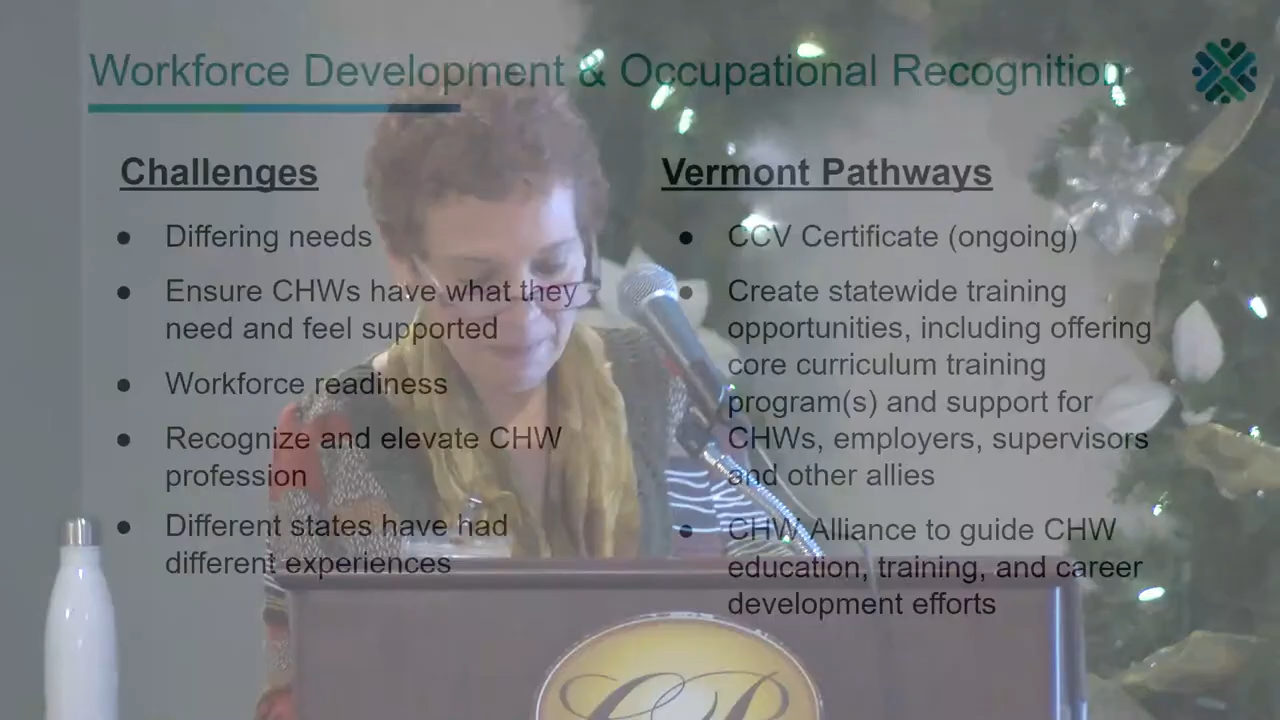 Workforce Development & Occupational Recognition
Challenges
● Differing needs
● Ensure CHWs have what they
need and feel supported
● Workforce readiness
● Recognize and elevate CHW
profession
● Different states have had
different experiences
Vermont Pathways
● CCV Certificate (ongoing)
● Create statewide training
opportunities, including offering
core curriculum training
program(s) and support for
CHWs, employers, supervisors
and other allies
● CHW Alliance to guide CHW
education, training, and career
development efforts